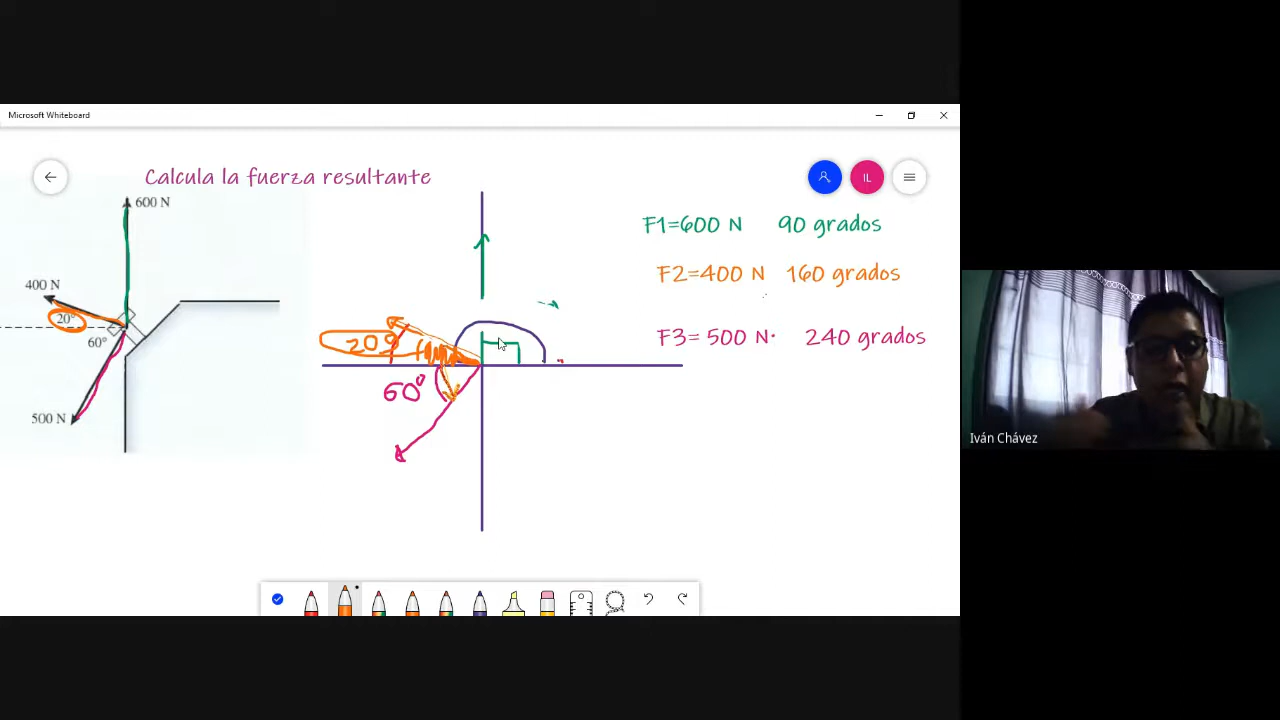 Microsoft Whiteboard
Calcula la fuerza resultante
IL
600 N
400 N
20°
60°
500 N
20°
60°
F1=600 N 90 grados
F2=400 N 160 grados
F3= 500 N 240 grados
Iván Chávez